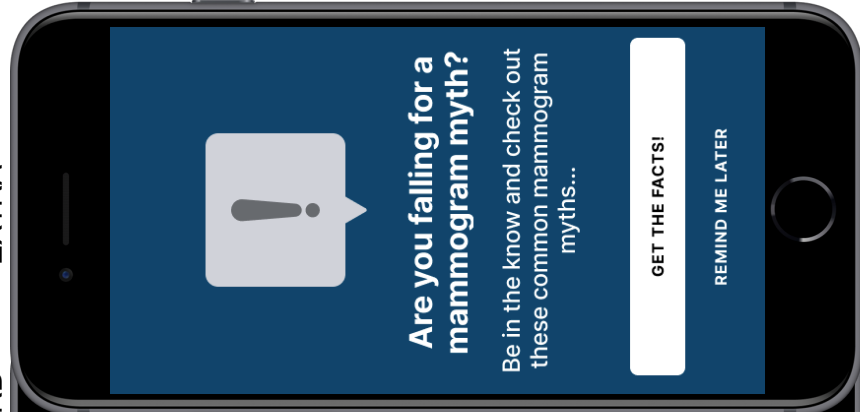 Are you falling for a
mammogram myth?
Be in the know and check out
these common mammogram
myths...
GET THE FACTS!
REMIND ME LATER